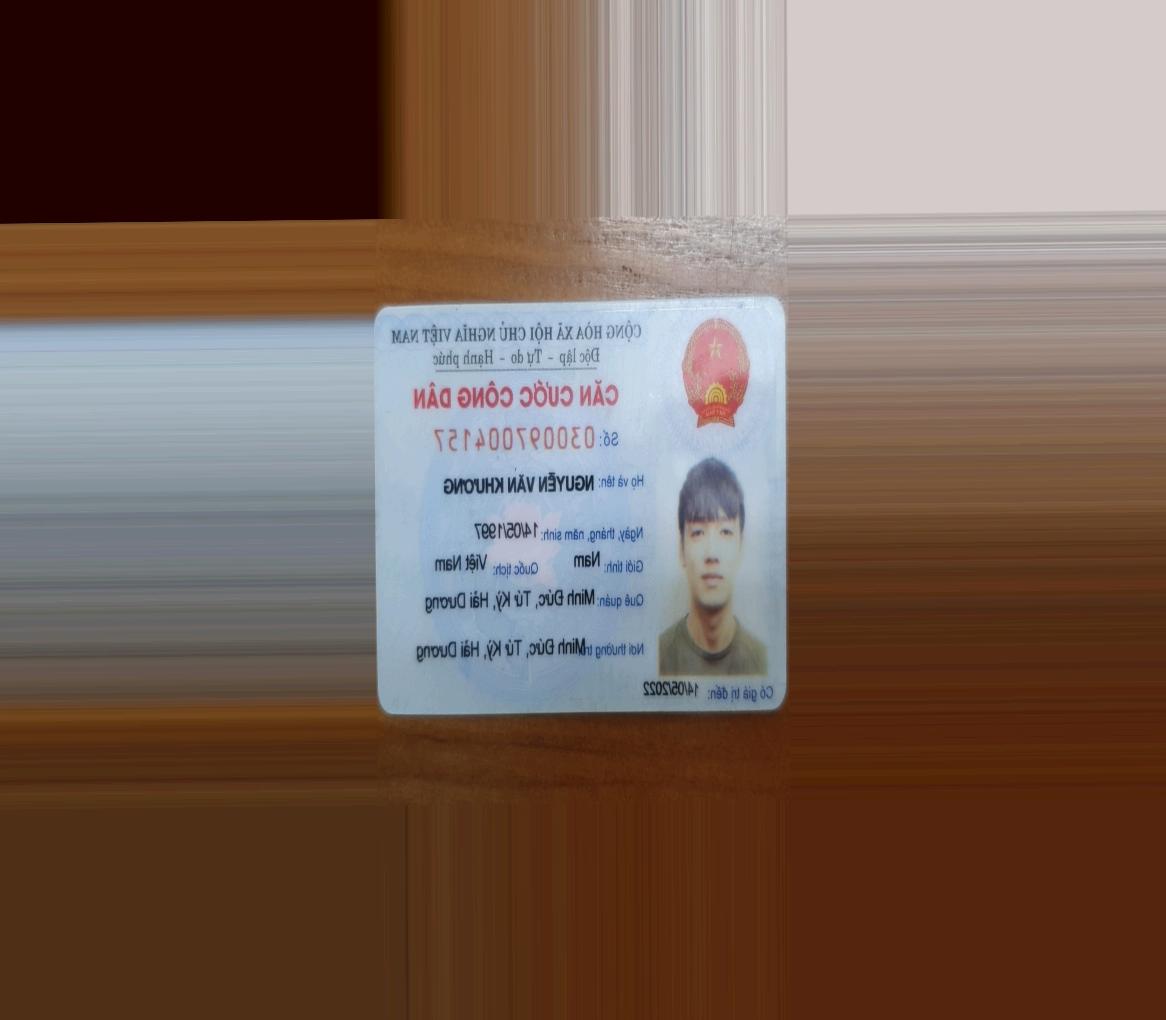 CỘNG HÒA XÃ HỘI CHỦ NGHĨA VIỆT NAM
Độc lập - Tự do - Hạnh phúc
CĂN CƯỚC CÔNG DÂN
Số: 030097004157
Họ và tên: NGUYỄN VĂN KHƯƠNG
Ngày, tháng, năm sinh: 14/05/1997
Giới tính: Nam Quốc tịch: Việt Nam
Quê quán: Minh Đức, Tứ Kỳ, Hải Dương
Nơi thường trú: Minh Đức, Tứ Kỳ, Hải Dương
Có giá trị đến: 14/05/2022